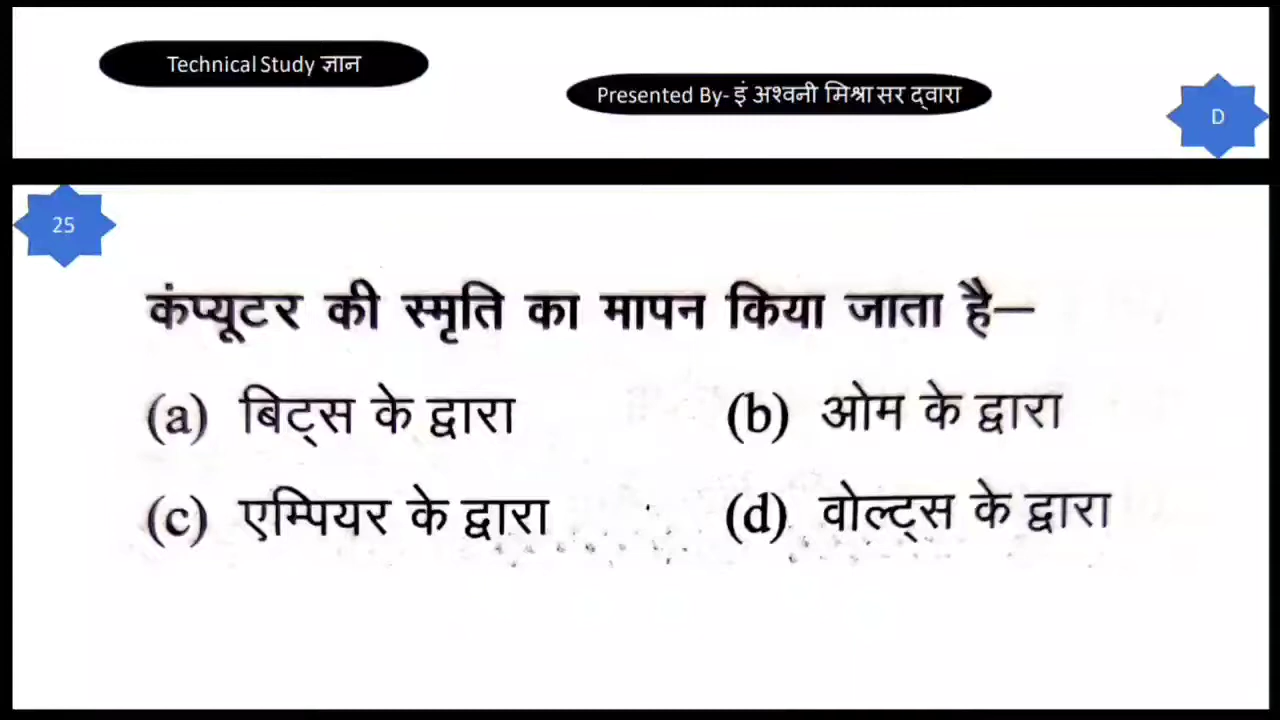 Technical Study ज्ञान
Presented By- इं अश्वनी मिश्रा सर द्वारा
D
25
कंप्यूटर की स्मृति का मापन किया जाता है—
(a) बिट्स के द्वारा (b) ओम के द्वारा
(c) एम्पियर के द्वारा (d) वोल्ट्स के द्वारा